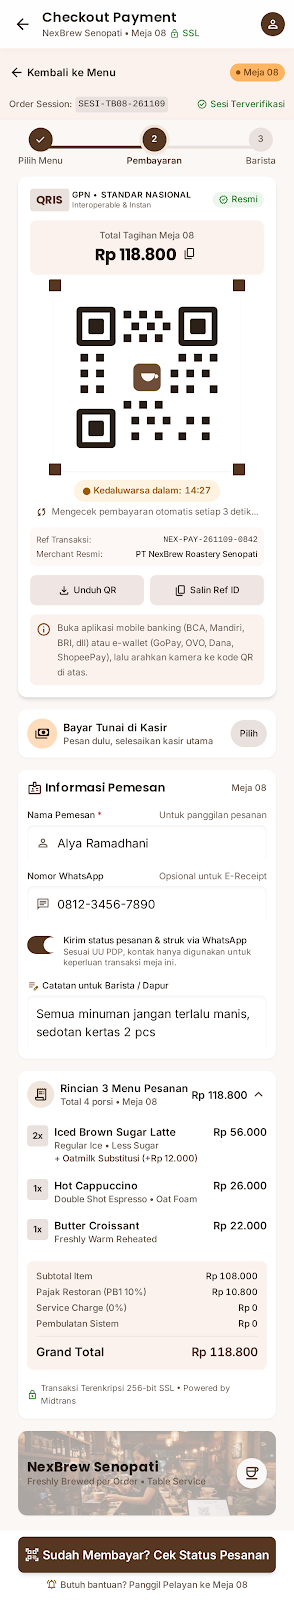 Checkout Payment
NexBrew Senopati • Meja 08 SSL
Kembali ke Menu
Meja 08
Order Session: SESI-TB08-261109
Sesi Terverifikasi
2
3
Pilih Menu
Pembayaran
Barista
QRIS
GPN • STANDAR NASIONAL
Interoperable & Instan
Resmi
Total Tagihan Meja 08
Rp 118.800
Kedaluwarsa dalam: 14:27
Mengecek pembayaran otomatis setiap 3 detik...
Ref Transaksi: NEX-PAY-261109-0842
Merchant Resmi: PT NexBrew Roastery Senopati
Unduh QR
Salin Ref ID
Buka aplikasi mobile banking (BCA, Mandiri,
BRI, dll) atau e-wallet (GoPay, OVO, Dana,
ShopeePay), lalu arahkan kamera ke kode QR
di atas.
Bayar Tunai di Kasir
Pesan dulu, selesaikan kasir utama
Pilih
Informasi Pemesan
Meja 08
Nama Pemesan *
Untuk panggilan pesanan
Alya Ramadhani
Nomor WhatsApp
Opsional untuk E-Receipt
0812-3456-7890
Kirim status pesanan & struk via WhatsApp
Sesuai UU PDP, kontak hanya digunakan untuk
keperluan transaksi meja ini.
Catatan untuk Barista / Dapur
Semua minuman jangan terlalu manis,
sedotan kertas 2 pcs
Rincian 3 Menu Pesanan
Total 4 porsi • Meja 08
Rp 118.800
2x Iced Brown Sugar Latte Rp 56.000
Regular Ice • Less Sugar
+ Oatmilk Substitusi (+Rp 12.000)
1x Hot Cappuccino Rp 26.000
Double Shot Espresso • Oat Foam
1x Butter Croissant Rp 22.000
Freshly Warm Reheated
Subtotal Item Rp 108.000
Pajak Restoran (PB1 10%) Rp 10.800
Service Charge (0%) Rp 0
Pembulatan Sistem Rp 0
Grand Total Rp 118.800
Transaksi Terenkripsi 256-bit SSL • Powered by
Midtrans
NexBrew Senopati
Freshly Brewed per Order • Table Service
Sudah Membayar? Cek Status Pesanan
Butuh bantuan? Panggil Pelayan ke Meja 08